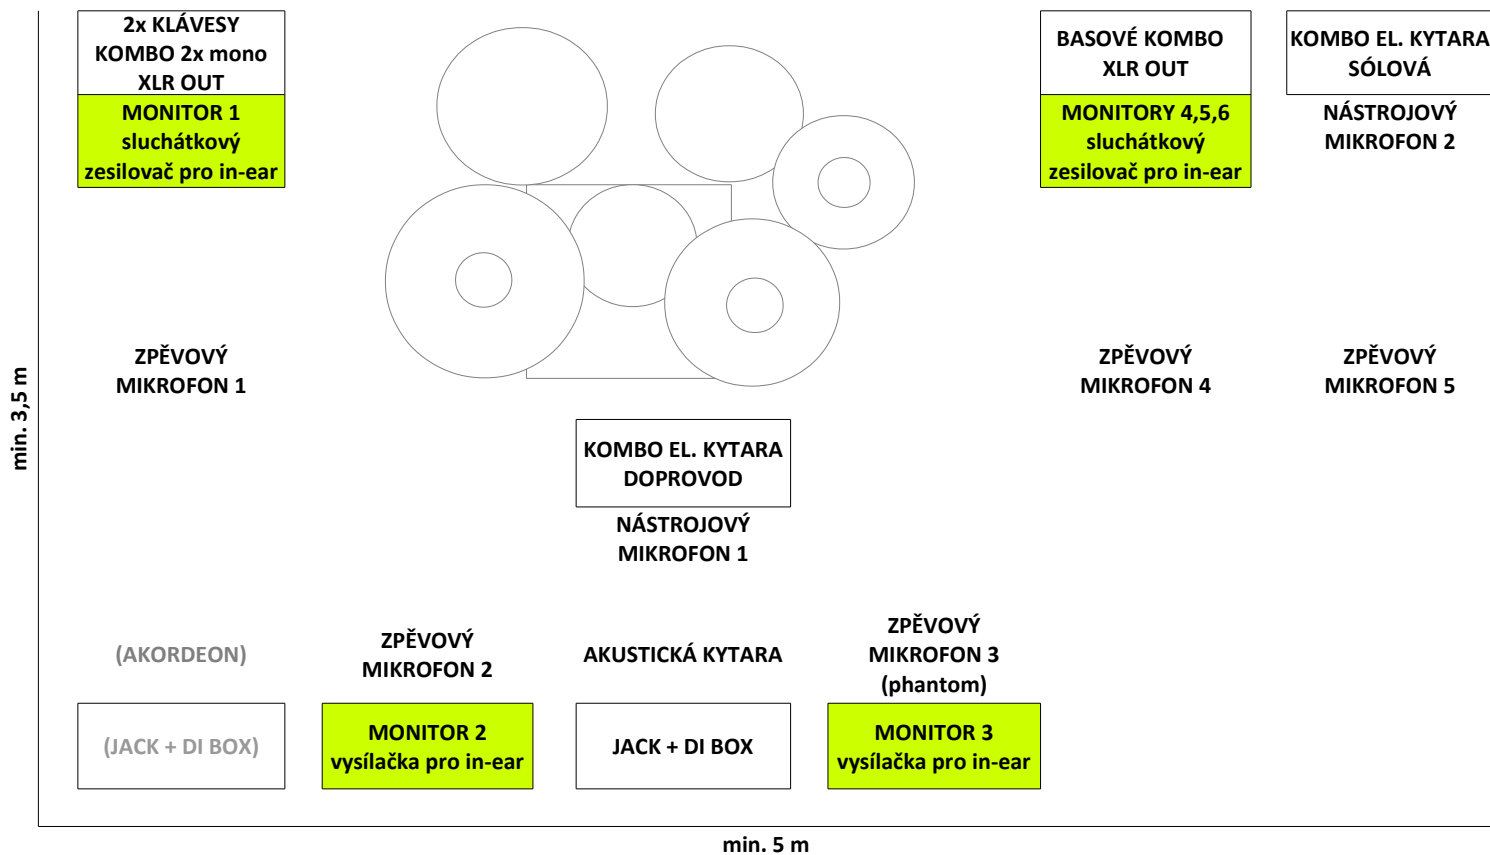 2x KLÁVESY
KOMBO 2x mono
XLR OUT
MONITOR 1
sluchátkový
zesilovač pro in-ear
BASOVÉ KOMBO
XLR OUT
MONITORY 4,5,6
sluchátkový
zesilovač pro in-ear
KOMBO EL. KYTARA
SÓLOVÁ
NÁSTROJOVÝ
MIKROFON 2
ZPĚVOVÝ
MIKROFON 1
ZPĚVOVÝ
MIKROFON 4
ZPĚVOVÝ
MIKROFON 5
min. 3,5 m
KOMBO EL. KYTARA
DOPROVOD
NÁSTROJOVÝ
MIKROFON 1
(AKORDEON)
(JACK + DI BOX)
ZPĚVOVÝ
MIKROFON 2
MONITOR 2
vysílačka pro in-ear
AKUSTICKÁ KYTARA
JACK + DI BOX
ZPĚVOVÝ
MIKROFON 3
(phantom)
MONITOR 3
vysílačka pro in-ear
min. 5 m